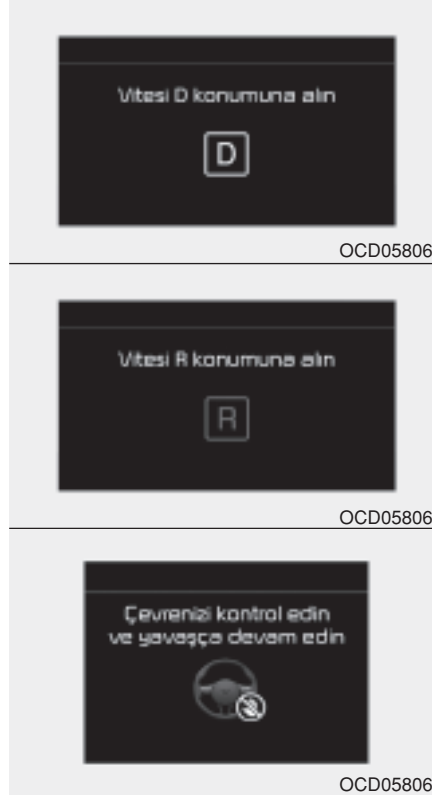 Vitesi D konumuna alın
D
OCD05806
Vitesi R konumuna alın
R
OCD05806
Çevrenizi kontrol edin
ve yavaşça devam edin
OCD05806